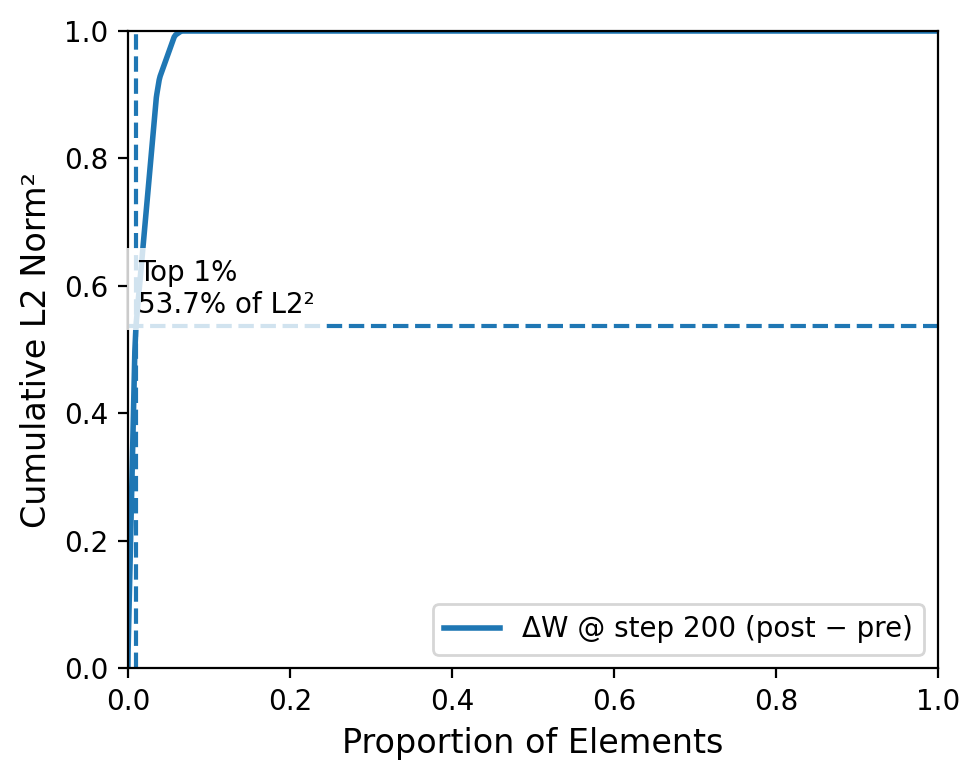 1.0
0.8
0.6
0.4
0.2
0.0
Cumulative L2 Norm²
Top 1%
53.7% of L2²
ΔW @ step 200 (post − pre)
0.0 0.2 0.4 0.6 0.8 1.0
Proportion of Elements